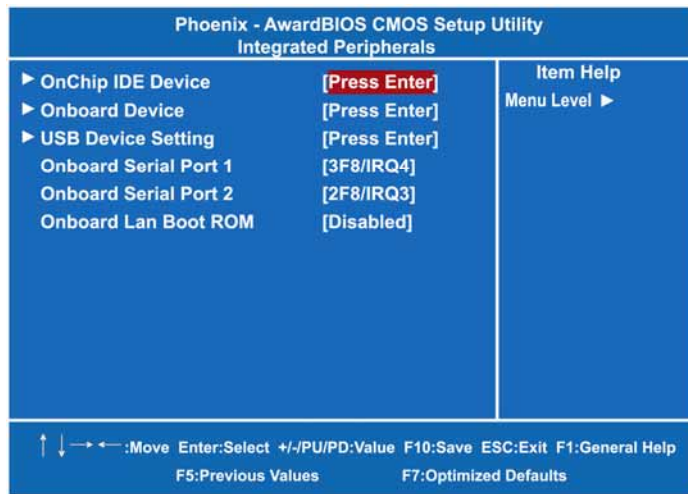 Phoenix - AwardBIOS CMOS Setup Utility
Integrated Peripherals
► OnChip IDE Device [Press Enter]
► Onboard Device [Press Enter]
► USB Device Setting [Press Enter]
Onboard Serial Port 1 [3F8/IRQ4]
Onboard Serial Port 2 [2F8/IRQ3]
Onboard Lan Boot ROM [Disabled]
Item Help
Menu Level ►
↑ ↓ → ← :Move Enter:Select +/-/PU/PD:Value F10:Save ESC:Exit F1:General Help
F5:Previous Values F7:Optimized Defaults